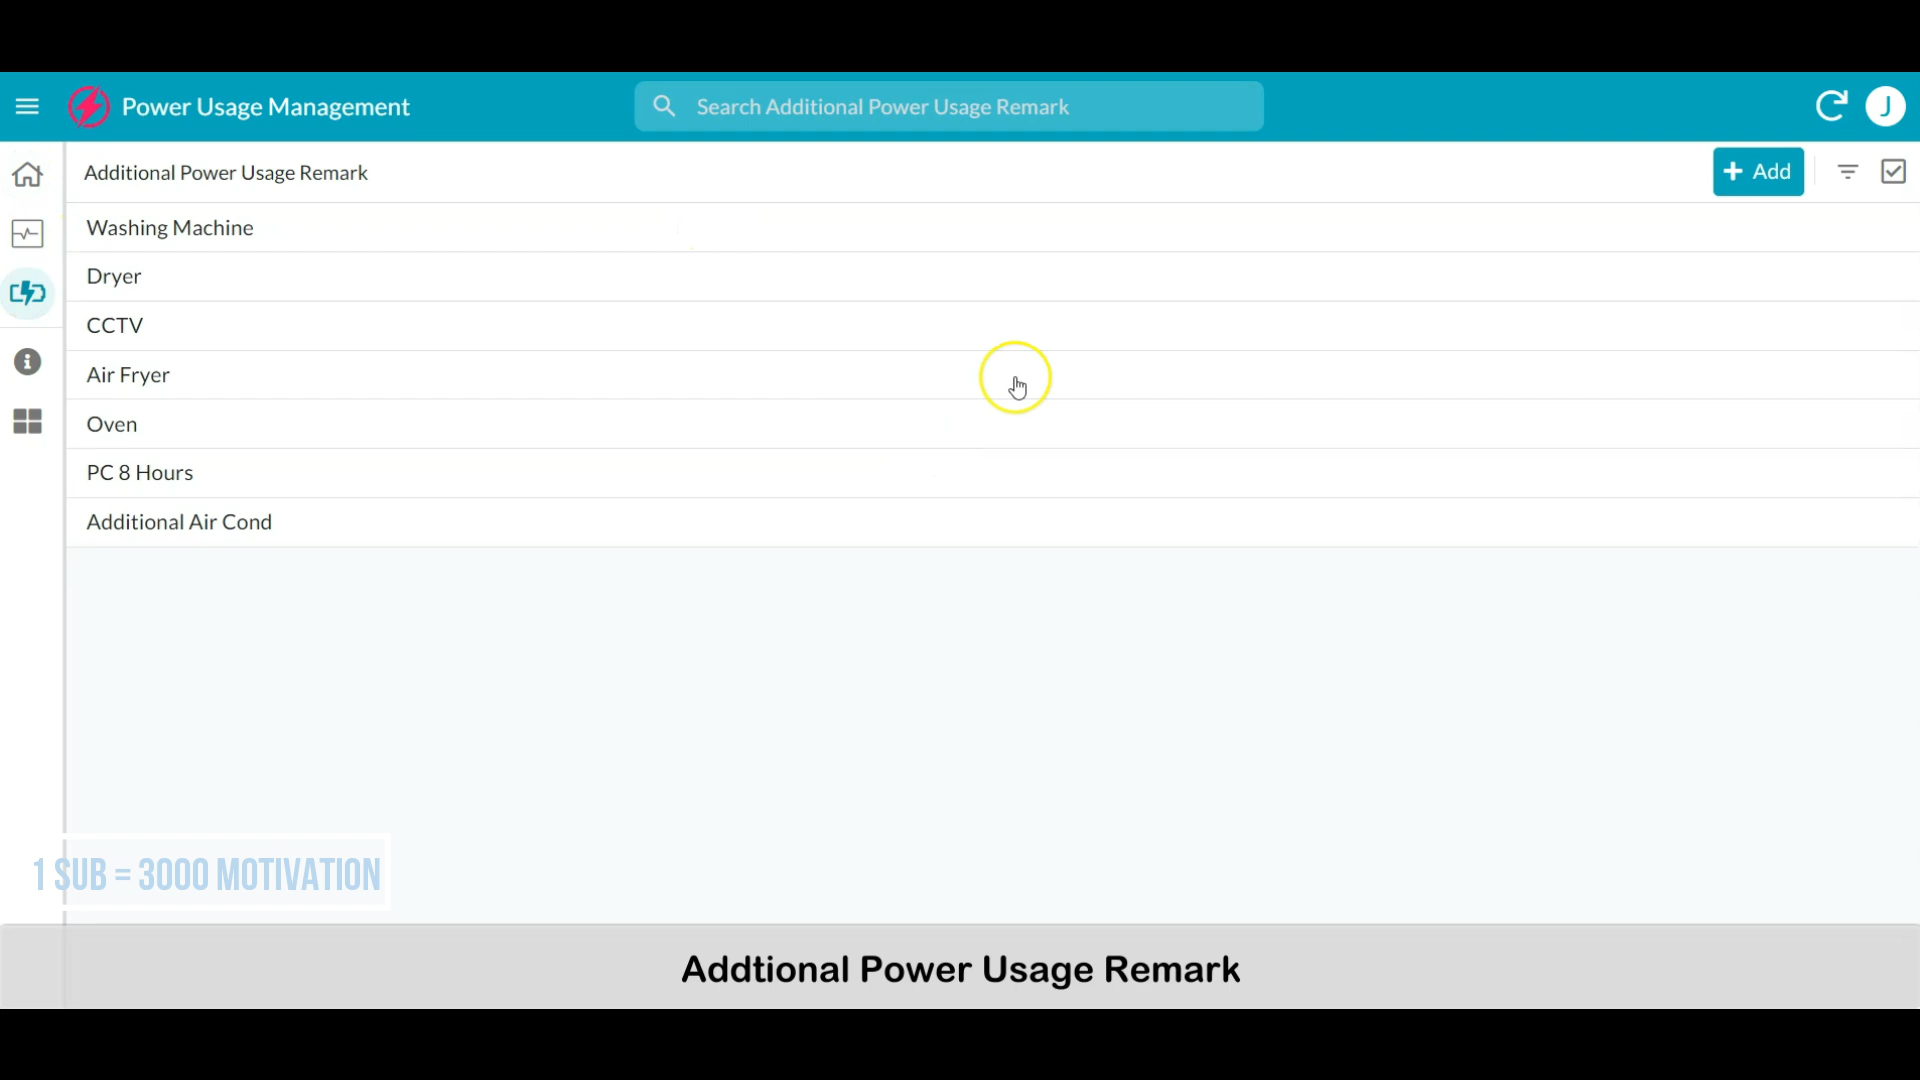 Power Usage Management
Search Additional Power Usage Remark
J
Additional Power Usage Remark
Add
Washing Machine
Dryer
CCTV
Air Fryer
Oven
PC 8 Hours
Additional Air Cond
1 SUB = 3000 MOTIVATION
Addtional Power Usage Remark